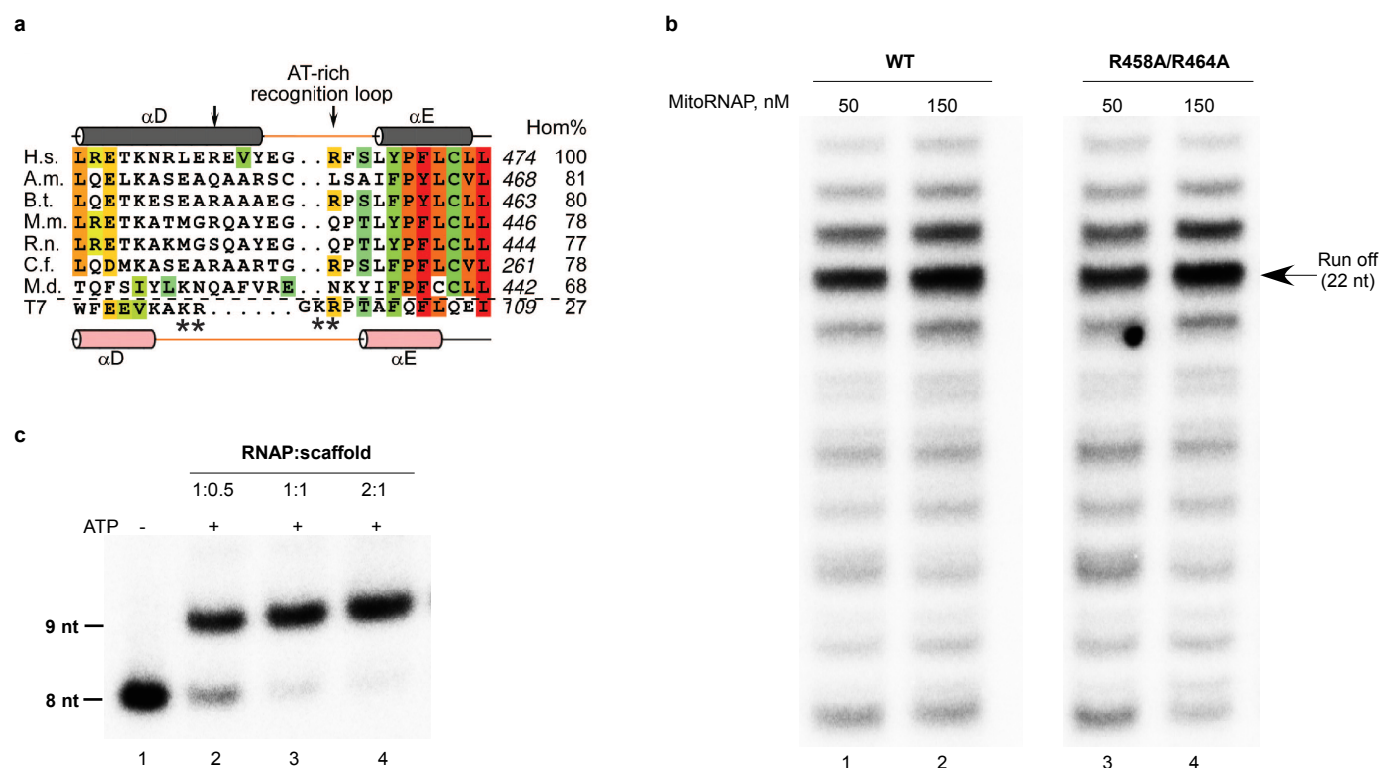 a
AT-rich
recognition loop
αD
αE
Hom%
H.s. LRETKNRLEREVYEG..RFSLYPFLCLL 474 100
A.m. LQELKASEAQAARSC..LSAIFPYLCVL 468 81
B.t. LQETKESEARAAAEG..RPSLFPYLCLL 463 80
M.m. LRETKATMGRQAYEG..QPTLYPFLCLL 446 78
R.n. LRETKAKMGSQAYEG..QPTLYPFLCLL 444 77
C.f. LQDMKASEARAARTG..RPSLFPFLCVL 261 78
M.d. TQFSIYLKNQAFVRE..NKYIFPFCCLL 442 68
T7 WFEEVKAKR......GKRPTAFQFLQEI 109 27
** **
αD αE
b
WT R458A/R464A
MitoRNAP, nM 50 150 50 150
Run off
(22 nt)
1 2 3 4
c
RNAP:scaffold
1:0.5 1:1 2:1
ATP - + + +
9 nt
8 nt
1 2 3 4